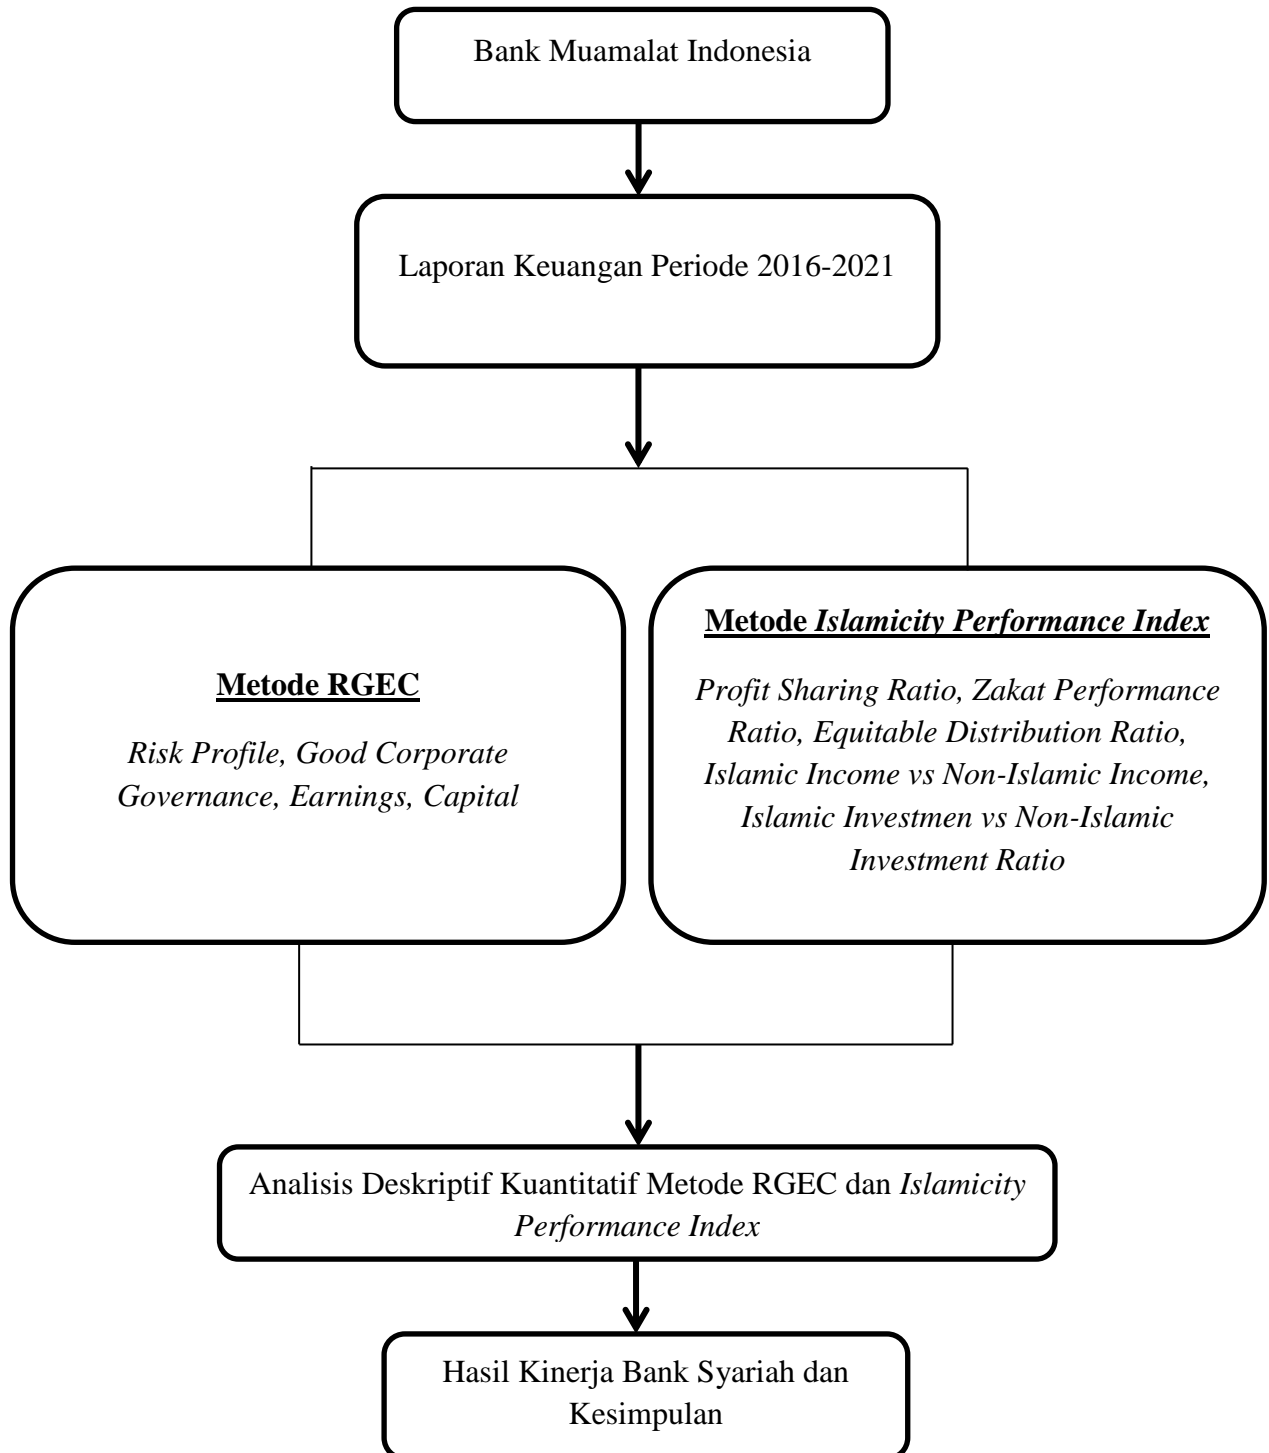 Bank Muamalat Indonesia
Laporan Keuangan Periode 2016-2021
Metode RGEC
Risk Profile, Good Corporate
Governance, Earnings, Capital
Metode Islamicity Performance Index
Profit Sharing Ratio, Zakat Performance
Ratio, Equitable Distribution Ratio,
Islamic Income vs Non-Islamic Income,
Islamic Investmen vs Non-Islamic
Investment Ratio
Analisis Deskriptif Kuantitatif Metode RGEC dan Islamicity
Performance Index
Hasil Kinerja Bank Syariah dan
Kesimpulan